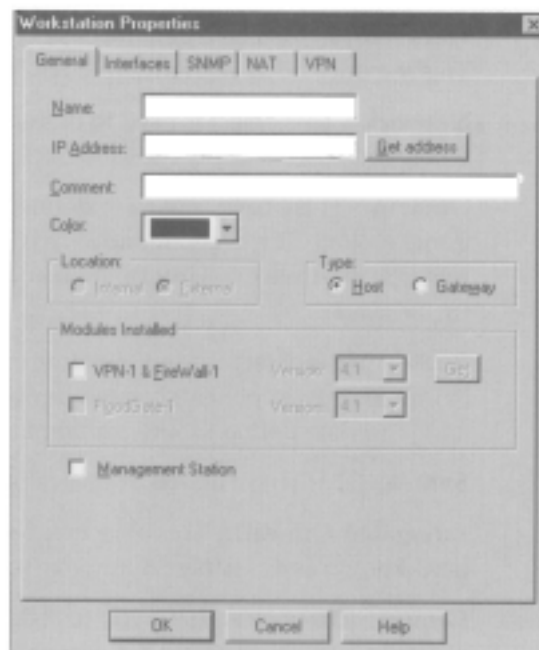 Workstation Properties
General Interfaces SNMP NAT VPN
Name:
IP Address: Get address
Comment:
Color:
Location: Type:
Internal External Host Gateway
Modules Installed
VPN-1 & FireWall-1 Version: 4.1 Get
FloodGate-1 Version: 4.1
Management Station
OK Cancel Help